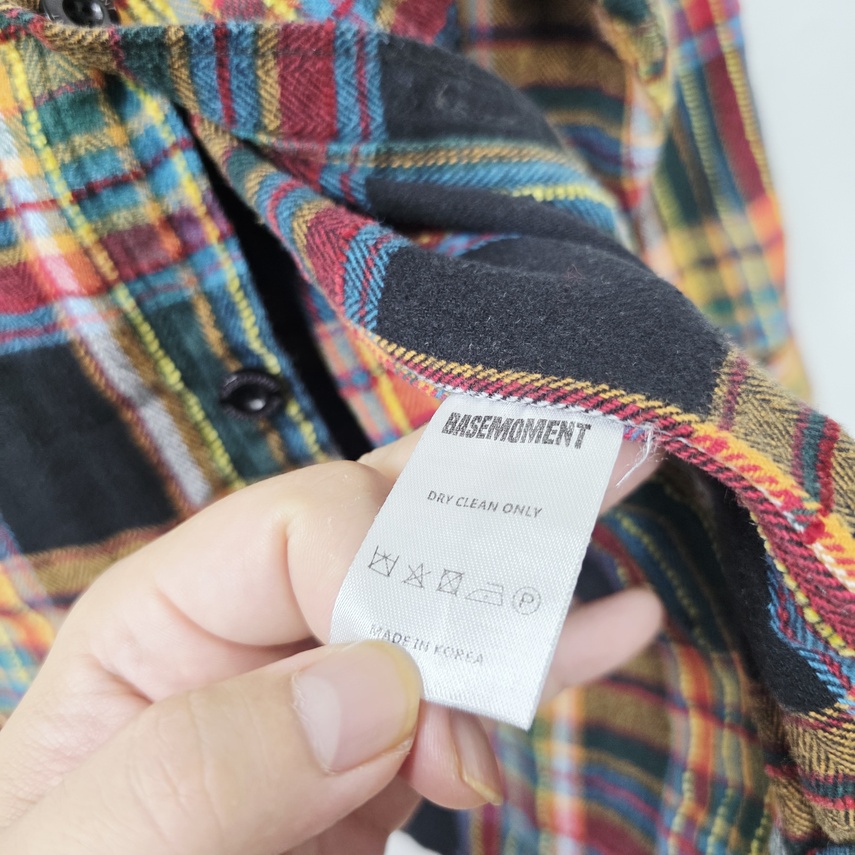 BASEMOMENT
DRY CLEAN ONLY
P
MADE IN KOREA